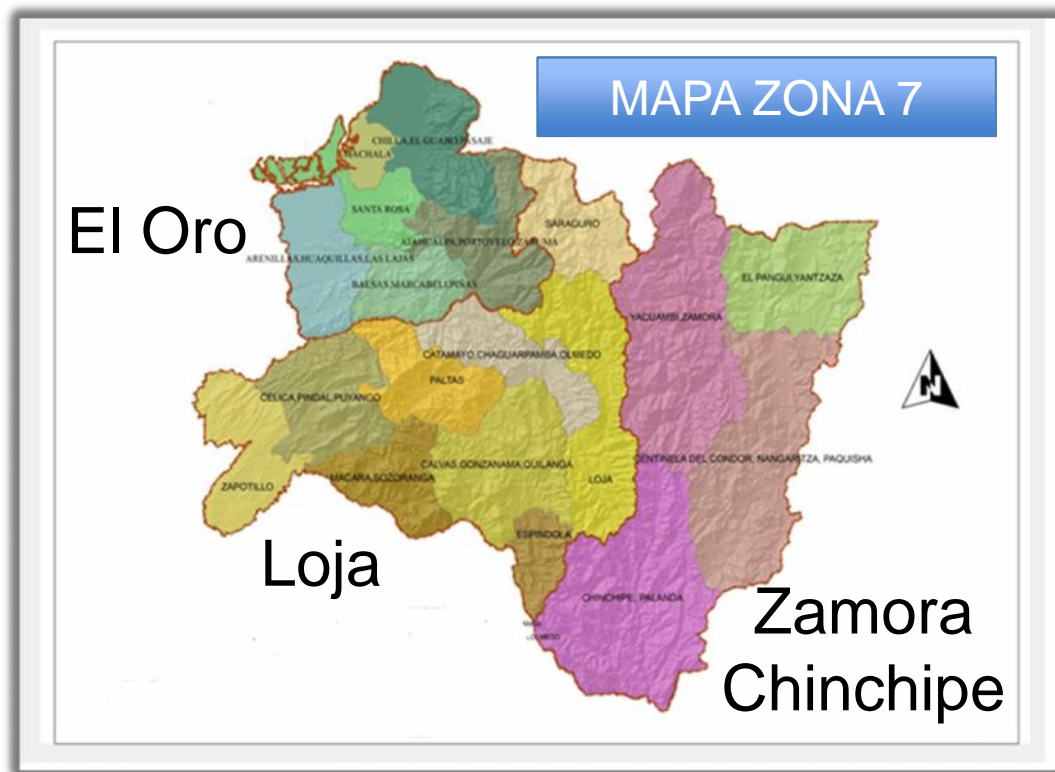 MAPA ZONA 7
CHILLA,EL GUABO,PASAJE
MACHALA
El Oro
SANTA ROSA
SARAGURO
ATAHUALPA,PORTOVELO,ZARUMA
ARENILLAS,HUAQUILLAS,LAS LAJAS
EL PANGUI,YANTZAZA
BALSAS,MARCABELI,PIÑAS
YACUAMBI,ZAMORA
CATAMAYO,CHAGUARPAMBA,OLMEDO
PALTAS
N
CELICA,PINDAL,PUYANGO
CENTINELA DEL CONDOR, NANGARITZA, PAQUISHA
CALVAS,GONZANAMA,QUILANGA
MACARA,SOZORANGA
LOJA
ZAPOTILLO
ESPINDOLA
Loja
CHINCHIPE, PALANDA
Zamora
Chinchipe